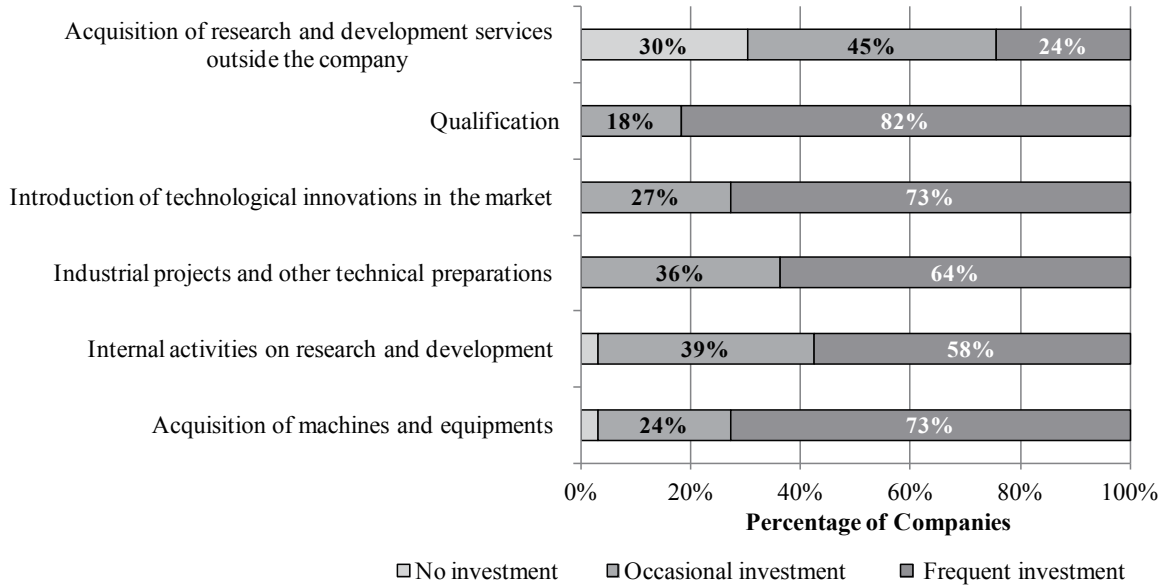 Acquisition of research and development services
outside the company
30% 45% 24%
Qualification
18% 82%
Introduction of technological innovations in the market
27% 73%
Industrial projects and other technical preparations
36% 64%
Internal activities on research and development
39% 58%
Acquisition of machines and equipments
24% 73%
0% 20% 40% 60% 80% 100%
Percentage of Companies
No investment Occasional investment Frequent investment